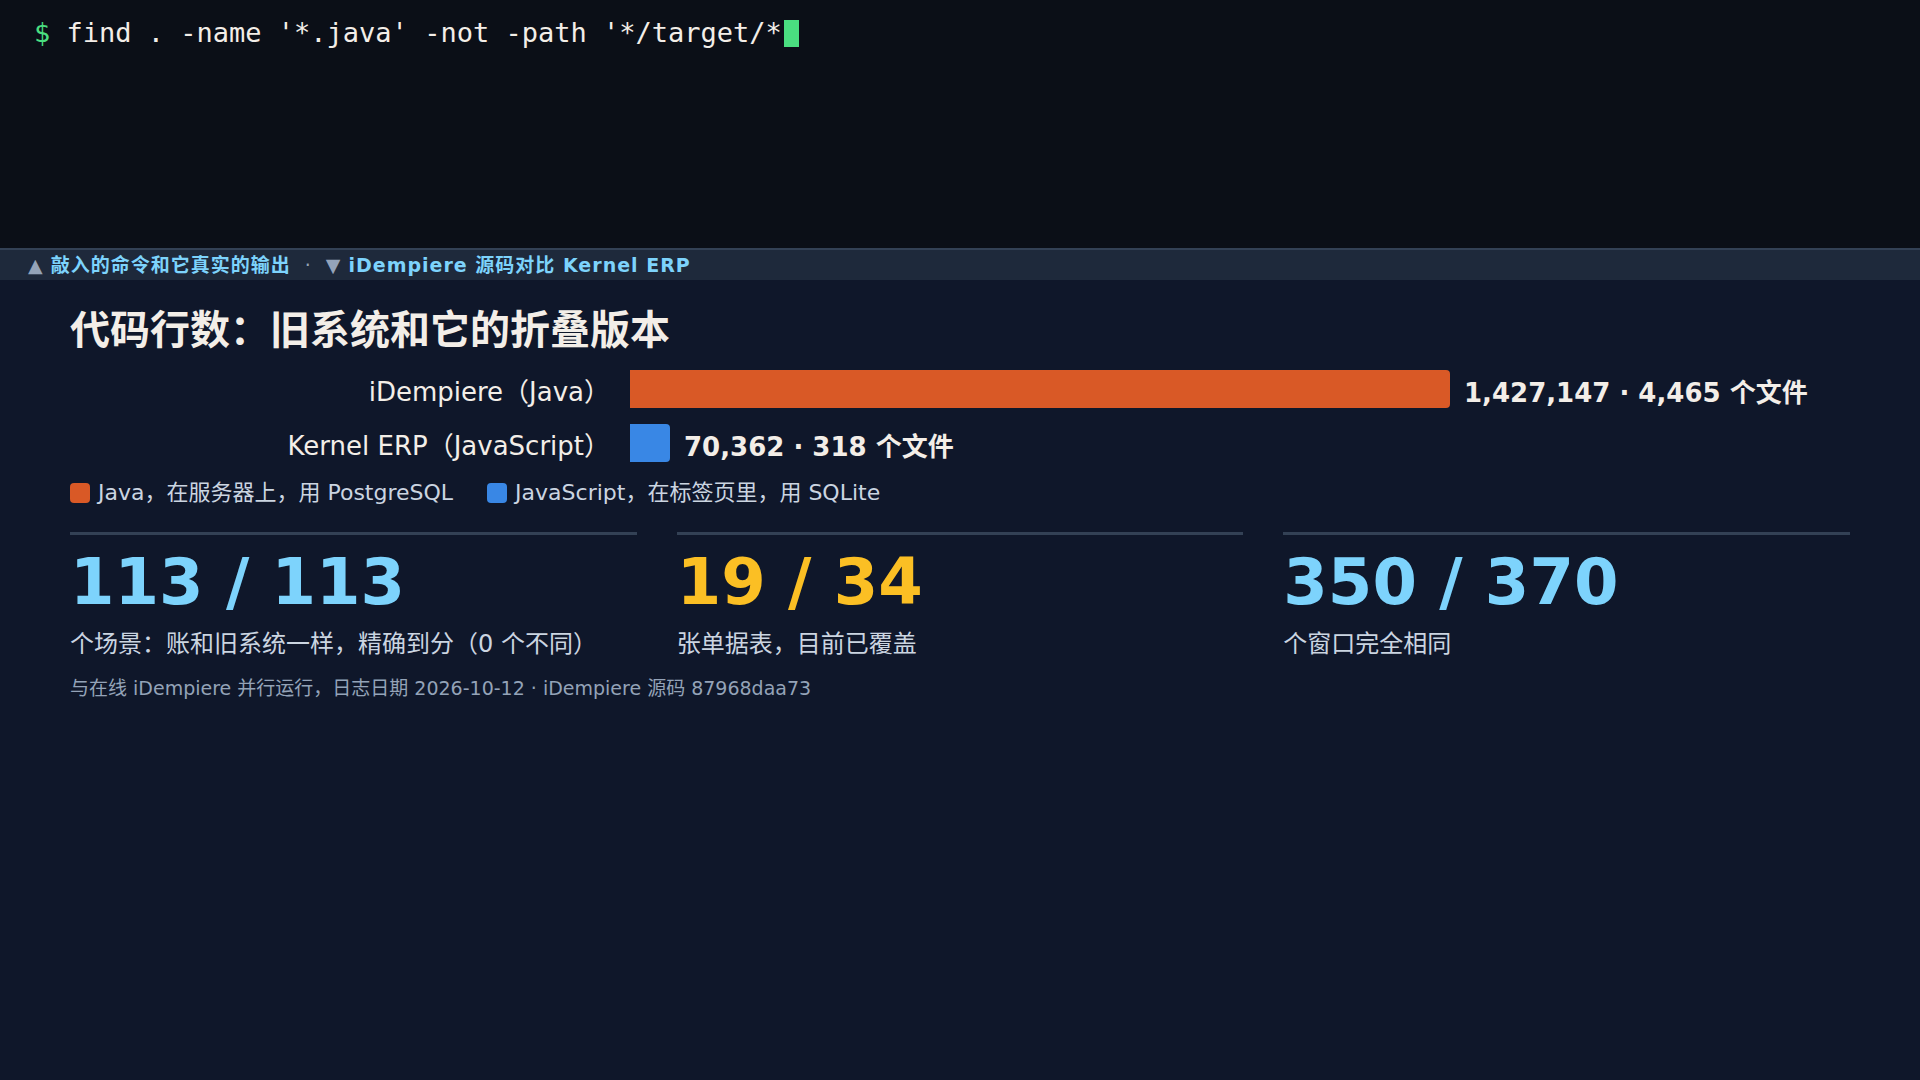 $ find . -name '*.java' -not -path '*/target/*
▲ 敲入的命令和它真实的输出 · ▼ iDempiere 源码对比 Kernel ERP
代码行数：旧系统和它的折叠版本
iDempiere（Java） 1,427,147 · 4,465 个文件
Kernel ERP（JavaScript） 70,362 · 318 个文件
Java，在服务器上，用 PostgreSQL JavaScript，在标签页里，用 SQLite
113 / 113 19 / 34 350 / 370
个场景：账和旧系统一样，精确到分（0 个不同） 张单据表，目前已覆盖 个窗口完全相同
与在线 iDempiere 并行运行，日志日期 2026-10-12 · iDempiere 源码 87968daa73